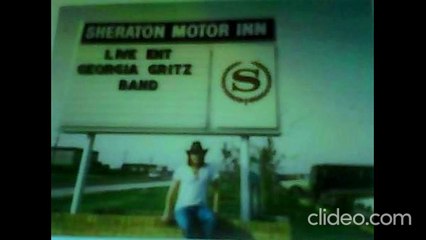 SHERATON MOTOR INN
LIVE ENT
GEORGIA GRITZ
BAND
S
clideo.com